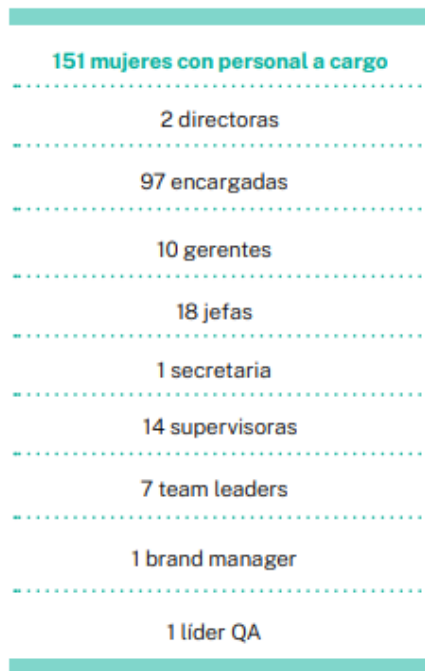 151 mujeres con personal a cargo
2 directoras
97 encargadas
10 gerentes
18 jefas
1 secretaria
14 supervisoras
7 team leaders
1 brand manager
1 líder QA